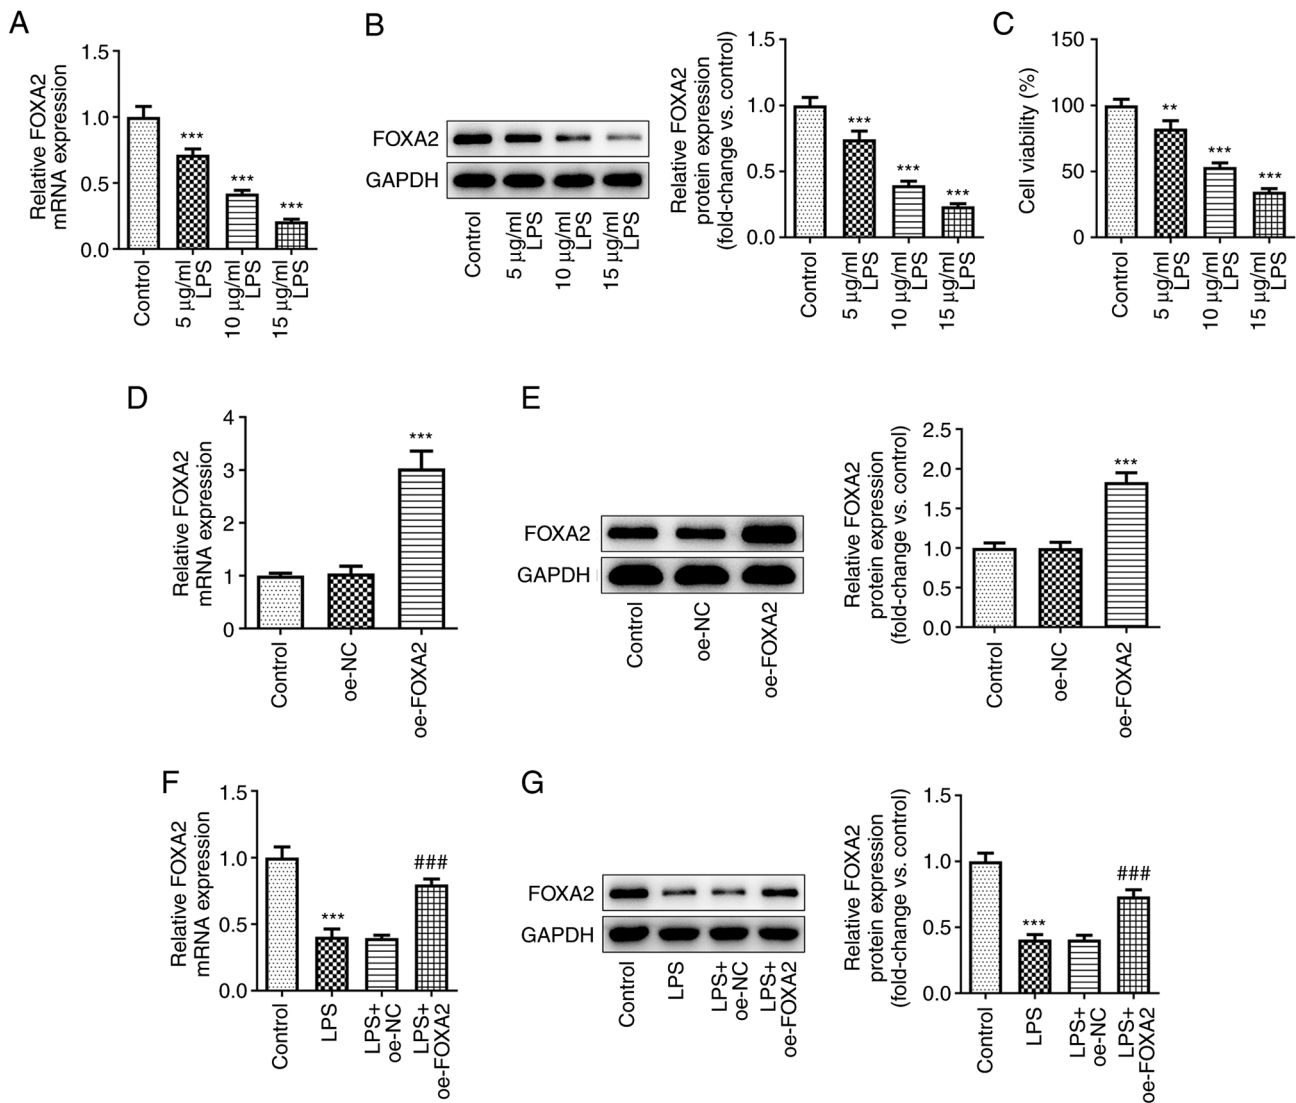 A
Relative FOXA2
mRNA expression
1.5
1.0
0.5
0.0
***
***
***
Control
5 µg/ml
LPS
10 µg/ml
LPS
15 µg/ml
LPS
B
FOXA2
GAPDH
Control
5 µg/ml
LPS
10 µg/ml
LPS
15 µg/ml
LPS
Relative FOXA2
protein expression
(fold-change vs. control)
1.5
1.0
0.5
0.0
***
***
***
Control
5 µg/ml
LPS
10 µg/ml
LPS
15 µg/ml
LPS
C
Cell viability (%)
150
100
50
0
**
***
***
Control
5 µg/ml
LPS
10 µg/ml
LPS
15 µg/ml
LPS
D
Relative FOXA2
mRNA expression
4
3
2
1
0
***
Control
oe-NC
oe-FOXA2
E
FOXA2
GAPDH
Control
oe-NC
oe-FOXA2
Relative FOXA2
protein expression
(fold-change vs. control)
2.5
2.0
1.5
1.0
0.5
0.0
***
Control
oe-NC
oe-FOXA2
F
Relative FOXA2
mRNA expression
1.5
1.0
0.5
0.0
***
###
Control
LPS
LPS+
oe-NC
LPS+
oe-FOXA2
G
FOXA2
GAPDH
Control
LPS
LPS+
oe-NC
LPS+
oe-FOXA2
Relative FOXA2
protein expression
(fold-change vs. control)
1.5
1.0
0.5
0.0
***
###
Control
LPS
LPS+
oe-NC
LPS+
oe-FOXA2